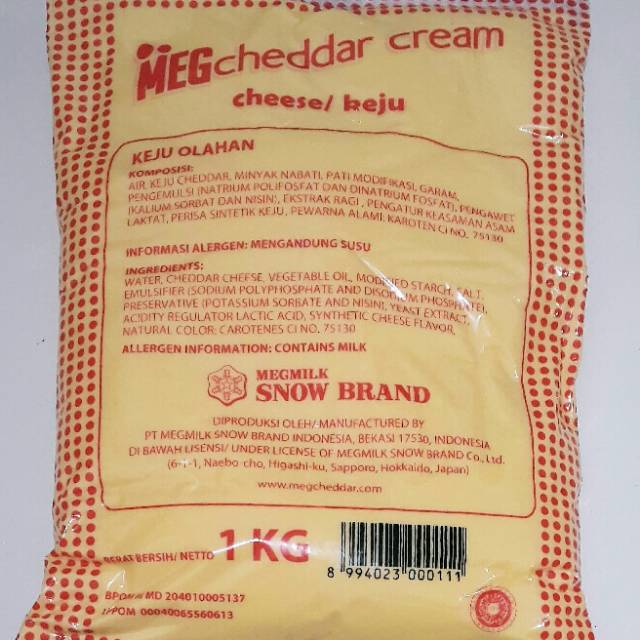 MEGcheddar cream
cheese/ keju
KEJU OLAHAN
KOMPOSISI:
AIR, KEJU CHEDDAR, MINYAK NABATI, PATI MODIFIKASI, GARAM,
PENGEMULSI (NATRIUM POLIFOSFAT DAN DINATRIUM FOSFAT), PENGAWET
(KALIUM SORBAT DAN NISIN), EKSTRAK RAGI , PENGATUR KEASAMAN ASAM
LAKTAT, PERISA SINTETIK KEJU, PEWARNA ALAMI: KAROTEN CI NO. 75130
INFORMASI ALERGEN: MENGANDUNG SUSU
INGREDIENTS:
WATER, CHEDDAR CHEESE, VEGETABLE OIL, MODIFIED STARCH, SALT,
EMULSIFIER (SODIUM POLYPHOSPHATE AND DISODIUM PHOSPHATE),
PRESERVATIVE (POTASSIUM SORBATE AND NISIN), YEAST EXTRACT,
ACIDITY REGULATOR LACTIC ACID, SYNTHETIC CHEESE FLAVOR,
NATURAL COLOR: CAROTENES CI NO. 75130
ALLERGEN INFORMATION: CONTAINS MILK
MEGMILK
SNOW BRAND
DIPRODUKSI OLEH/ MANUFACTURED BY
PT MEGMILK SNOW BRAND INDONESIA, BEKASI 17530, INDONESIA
DI BAWAH LISENSI/ UNDER LICENSE OF MEGMILK SNOW BRAND Co., Ltd.
(6-1-1, Naebo-cho, Higashi-ku, Sapporo, Hokkaido, Japan)
www.megcheddar.com
BERAT BERSIH/ NETTO 1 KG
8 994023 000111
MD 204010005137
00040065560613